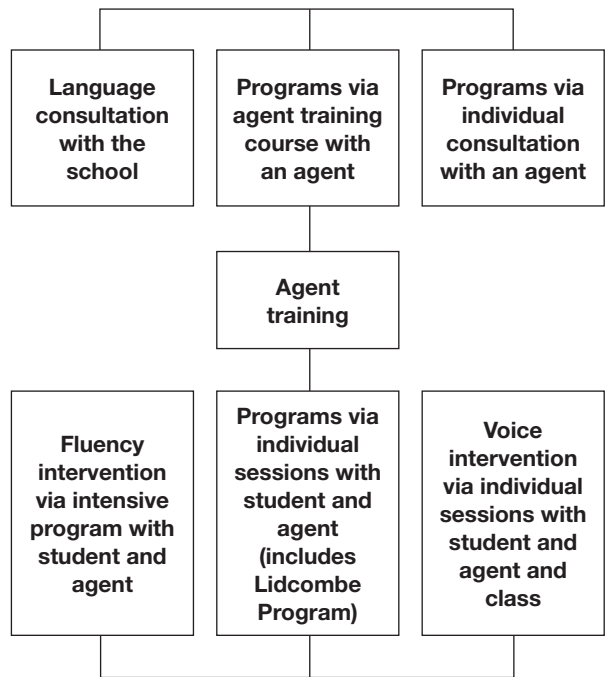 Language
consultation
with the
school
Programs via
agent training
course with
an agent
Programs via
individual
consultation
with an agent
Agent
training
Fluency
intervention
via intensive
program with
student and
agent
Programs via
individual
sessions with
student and
agent
(includes
Lidcombe
Program)
Voice
intervention
via individual
sessions with
student and
agent and
class